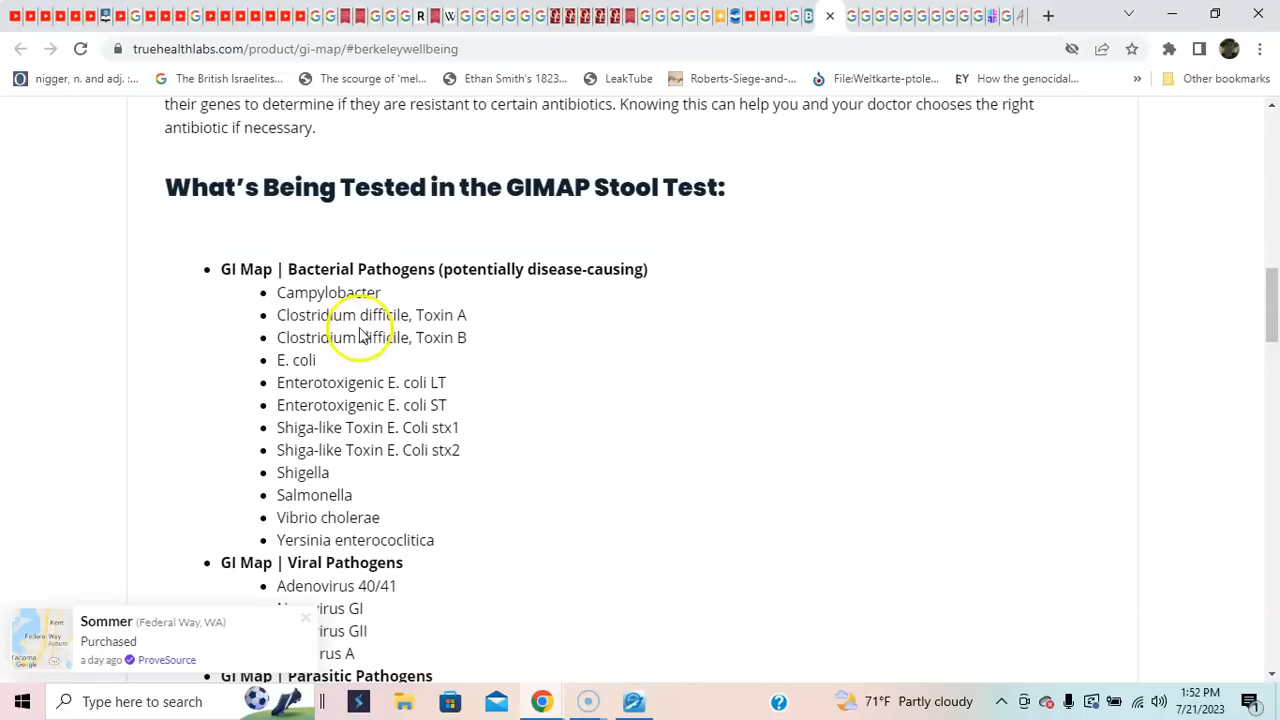 truehealthlabs.com/product/gi-map/#berkeleywellbeing
nigger, n. and adj. :...
The British Israelites...
The scourge of 'mel...
Ethan Smith's 1823...
LeakTube
Roberts-Siege-and-...
File:Weltkarte-ptole...
EY How the genocidal...
»
Other bookmarks
their genes to determine if they are resistant to certain antibiotics. Knowing this can help you and your doctor chooses the right
antibiotic if necessary.
What's Being Tested in the GIMAP Stool Test:
GI Map | Bacterial Pathogens (potentially disease-causing)
Campylobacter
Clostridium difficile, Toxin A
Clostridium difficile, Toxin B
E. coli
Enterotoxigenic E. coli LT
Enterotoxigenic E. coli ST
Shiga-like Toxin E. Coli stx1
Shiga-like Toxin E. Coli stx2
Shigella
Salmonella
Vibrio cholerae
Yersinia enterococlitica
GI Map | Viral Pathogens
Adenovirus 40/41
virus GI
virus GII
virus A
GI Map | Parasitic Pathogens
Sommer (Federal Way, WA)
Purchased
a day ago ProveSource
Type here to search
71°F Partly cloudy
1:52 PM
7/21/2023